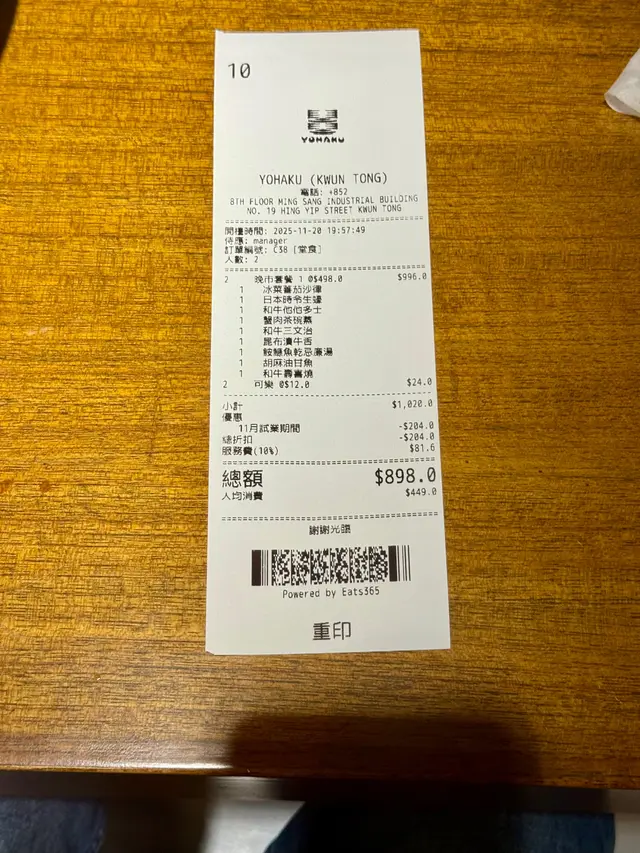 10
YOHAKU
YOHAKU (KWUN TONG)
電話: +852
8TH FLOOR MING SANG INDUSTRIAL BUILDING
NO. 19 HING YIP STREET KWUN TONG
開檯時間: 2025-11-20 19:57:49
侍應: manager
訂單編號: C38 [堂食]
人數: 2
2 晚市套餐 1 @$498.0 $996.0
1 冰菜蕃茄沙律
1 日本時令生蠔
1 和牛他他多士
1 蟹肉茶碗蒸
1 和牛三文治
1 昆布漬牛舌
1 鮟鱇魚乾忌廉湯
1 胡麻油甘魚
1 和牛壽喜燒
2 可樂 @$12.0 $24.0
小計 $1,020.0
優惠
11月試業期間 -$204.0
總折扣 -$204.0
服務費(10%) $81.6
總額 $898.0
人均消費 $449.0
謝謝光臨
Powered by Eats365
重印